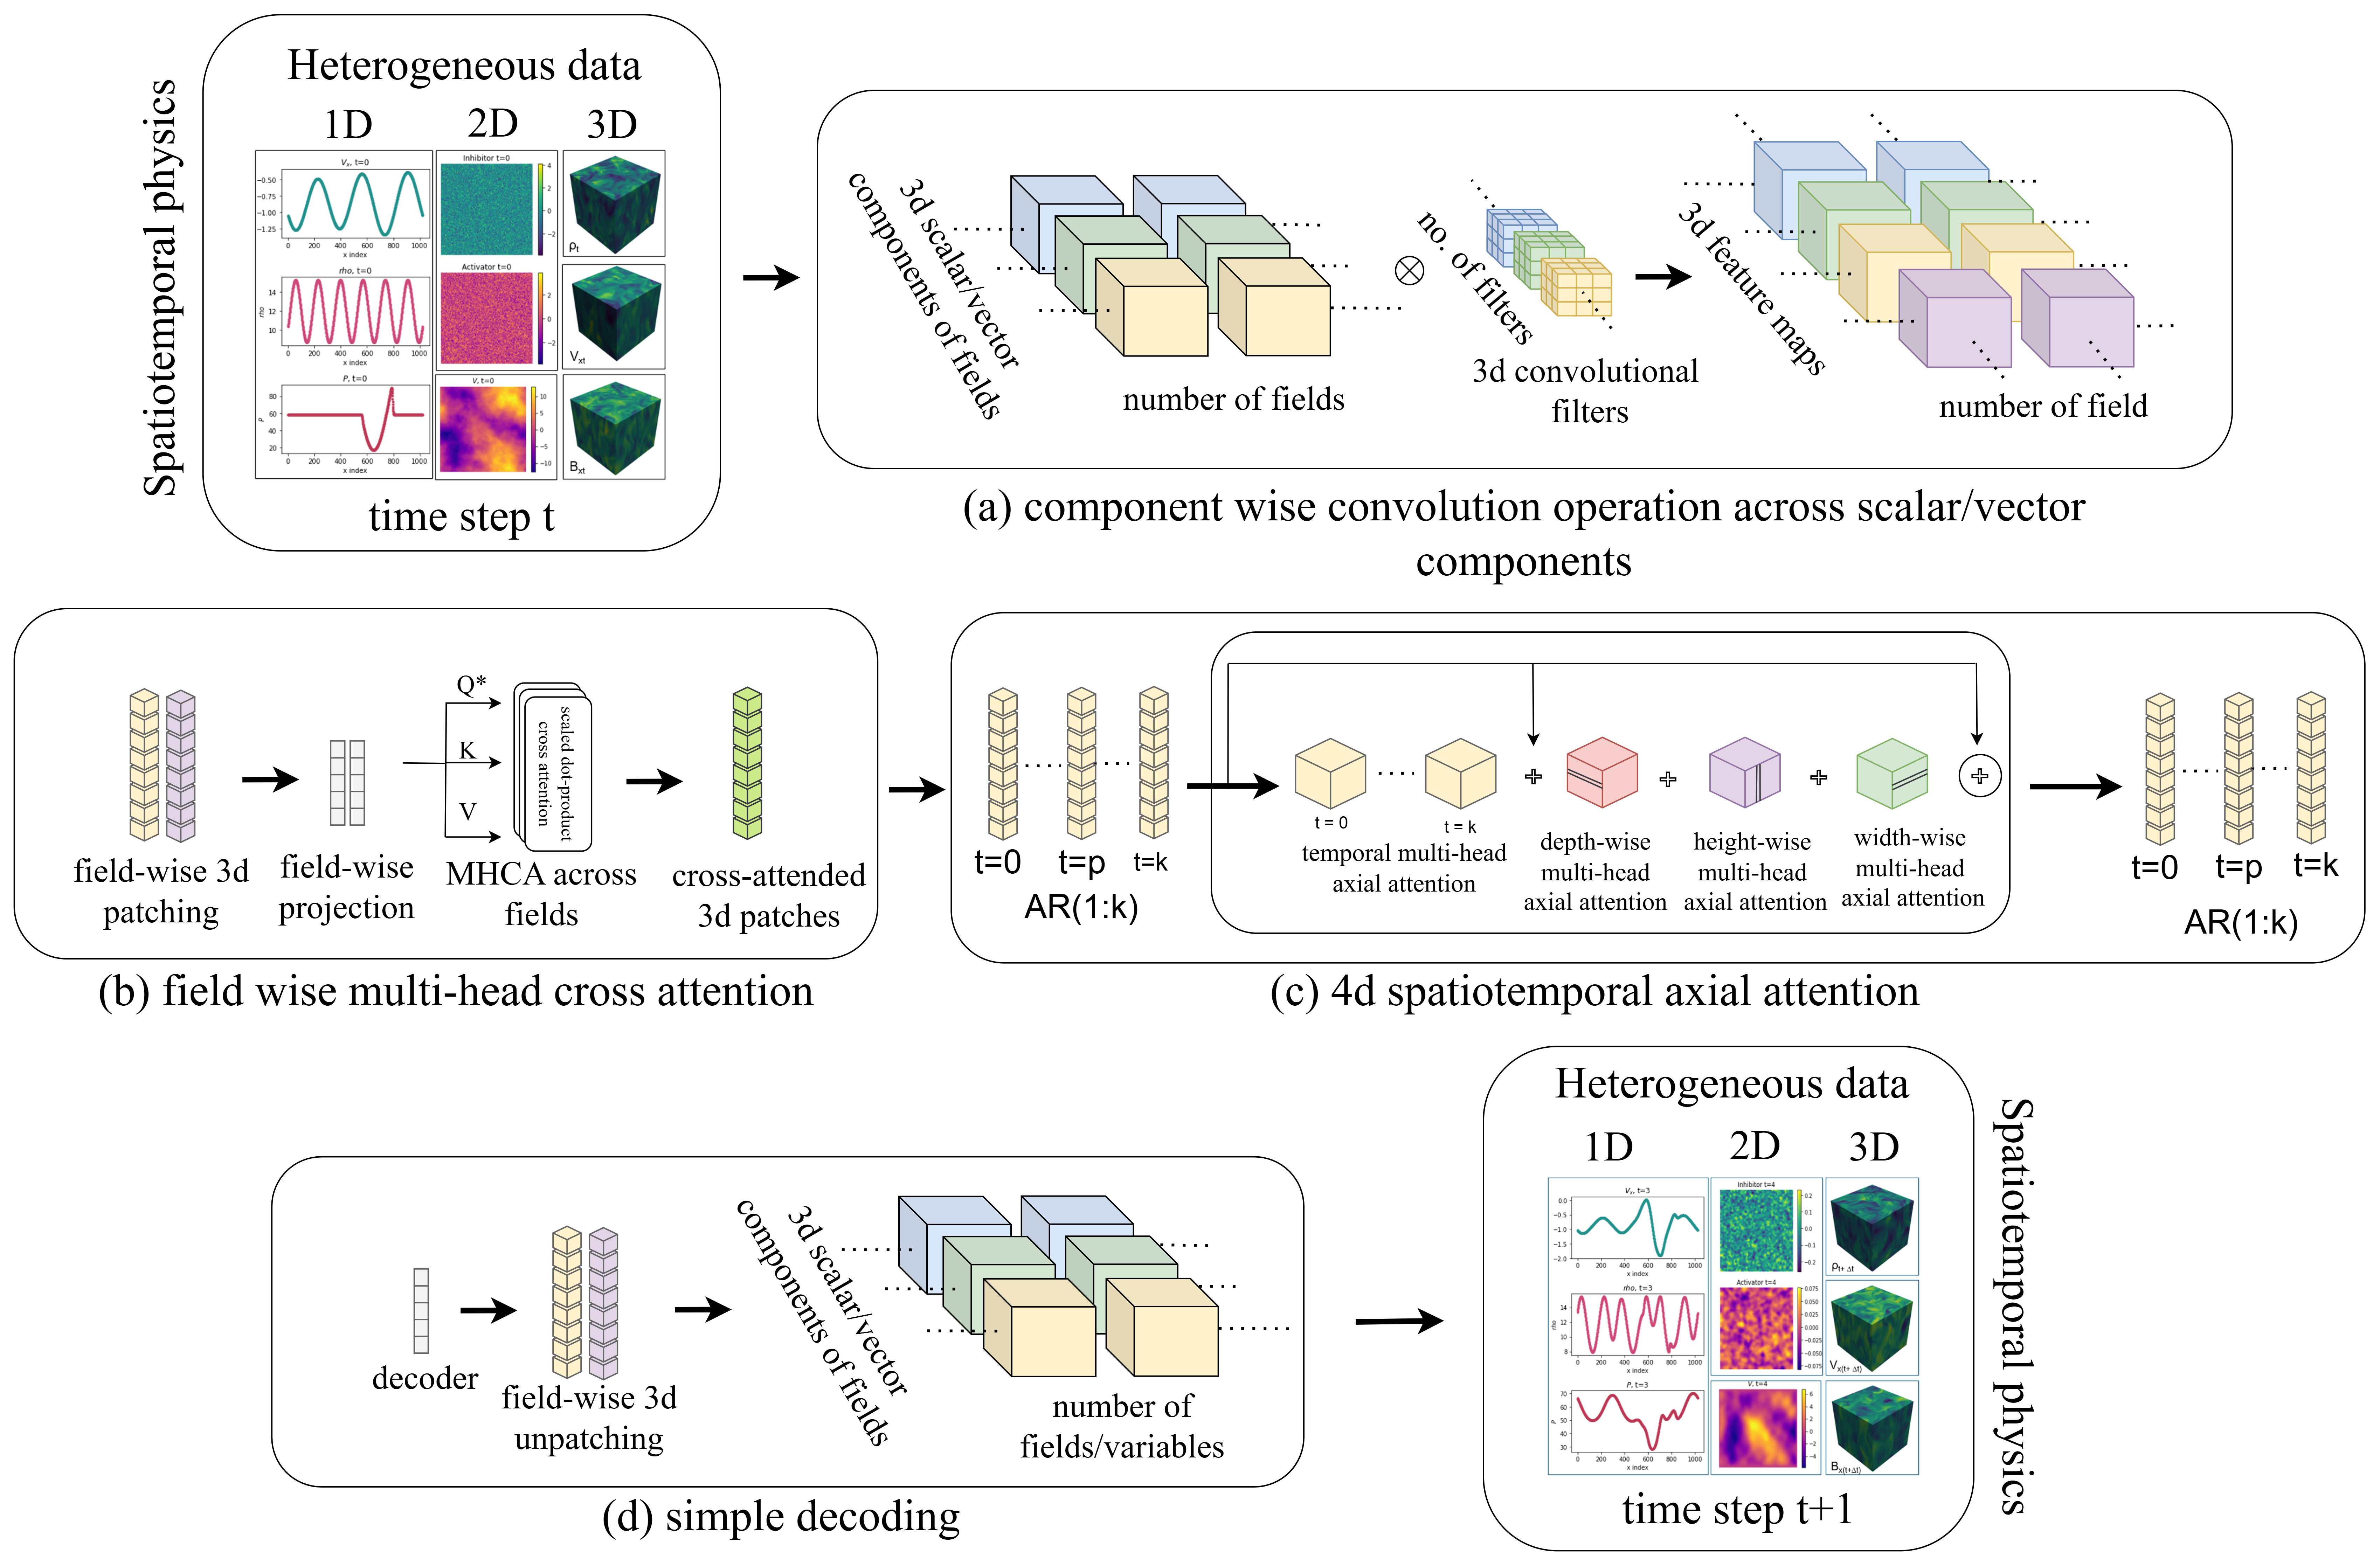 Spatiotemporal physics
Heterogeneous data
1D 2D 3D
Vx, t=0
-0.50
-0.75
-1.00
-1.25
0 200 400 600 800 1000
x index
rho, t=0
14
12
10
rho
0 200 400 600 800 1000
x index
P, t=0
80
60
40
20
P
0 200 400 600 800 1000
x index
Inhibitor t=0
4
2
0
-2
Activator t=0
2
0
-2
V, t=0
10
5
0
-5
-10
ρt
Vxt
Bxt
time step t
3d scalar/vector
components of fields
number of fields
no. of filters
3d convolutional
filters
3d feature maps
number of field
(a) component wise convolution operation across scalar/vector
components
field-wise 3d
patching
field-wise
projection
Q*
K
V
scaled dot-product
cross attention
MHCA across
fields
cross-attended
3d patches
(b) field wise multi-head cross attention
t=0 t=p t=k
AR(1:k)
t = 0
t = k
temporal multi-head
axial attention
depth-wise
multi-head
axial attention
height-wise
multi-head
axial attention
width-wise
multi-head
axial attention
t=0 t=p t=k
AR(1:k)
(c) 4d spatiotemporal axial attention
decoder
field-wise 3d
unpatching
3d scalar/vector
components of fields
number of
fields/variables
(d) simple decoding
Heterogeneous data
1D 2D 3D
Vx, t=3
0.0
-0.5
-1.0
-1.5
-2.0
0 200 400 600 800 1000
x index
rho, t=3
14
12
10
8
rho
0 200 400 600 800 1000
x index
P, t=3
70
60
50
40
30
P
0 200 400 600 800 1000
x index
Inhibitor t=4
0.2
0.1
0.0
-0.1
-0.2
Activator t=4
0.075
0.050
0.025
0.000
-0.025
-0.050
-0.075
V, t=4
6
4
2
0
-2
-4
ρt+ Δt
Vx(t+ Δt)
Bx(t+Δt)
time step t+1
Spatiotemporal physics